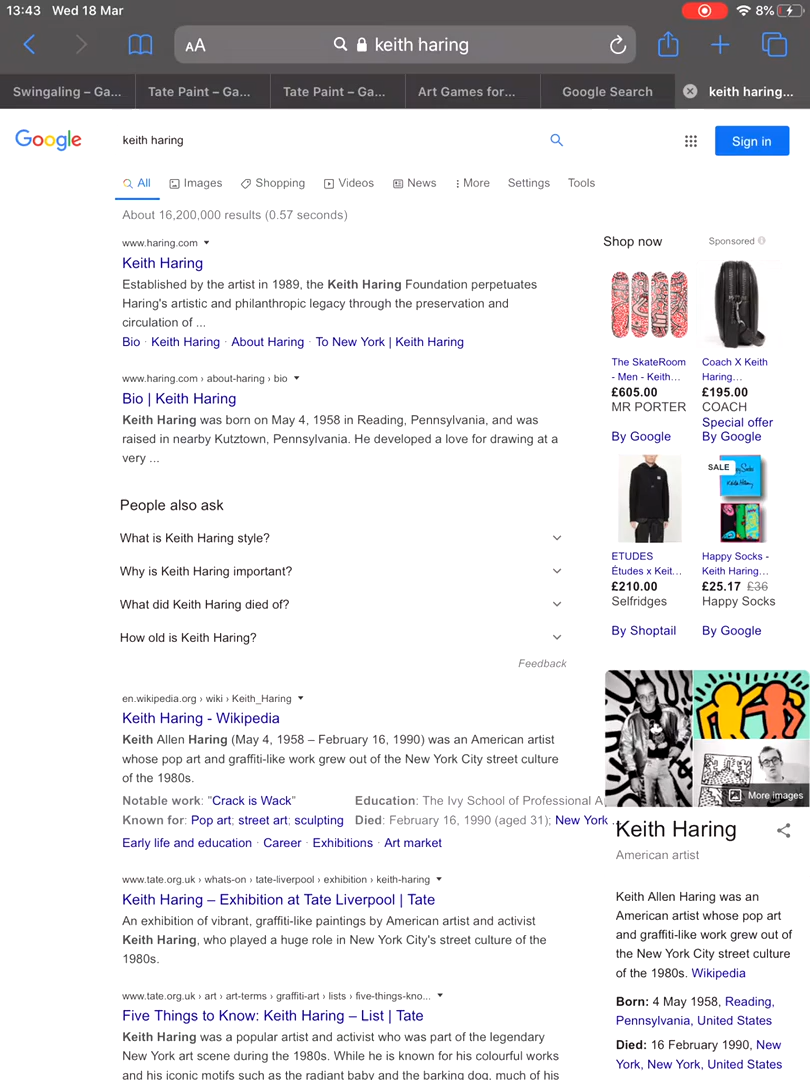 13:43 Wed 18 Mar
8%
AA
keith haring
Swingaling – Ga...
Tate Paint – Ga...
Tate Paint – Ga...
Art Games for...
Google Search
keith haring...
Google
keith haring
Sign in
All
Images
Shopping
Videos
News
More
Settings
Tools
About 16,200,000 results (0.57 seconds)
www.haring.com
Keith Haring
Established by the artist in 1989, the Keith Haring Foundation perpetuates
Haring's artistic and philanthropic legacy through the preservation and
circulation of ...
Bio · Keith Haring · About Haring · To New York | Keith Haring
www.haring.com › about-haring › bio
Bio | Keith Haring
Keith Haring was born on May 4, 1958 in Reading, Pennsylvania, and was
raised in nearby Kutztown, Pennsylvania. He developed a love for drawing at a
very ...
People also ask
What is Keith Haring style?
Why is Keith Haring important?
What did Keith Haring died of?
How old is Keith Haring?
Feedback
en.wikipedia.org › wiki › Keith_Haring
Keith Haring - Wikipedia
Keith Allen Haring (May 4, 1958 – February 16, 1990) was an American artist
whose pop art and graffiti-like work grew out of the New York City street culture
of the 1980s.
Notable work: "Crack is Wack"
Education: The Ivy School of Professional A
Known for: Pop art; street art; sculpting
Died: February 16, 1990 (aged 31); New York ...
Early life and education · Career · Exhibitions · Art market
www.tate.org.uk › whats-on › tate-liverpool › exhibition › keith-haring
Keith Haring – Exhibition at Tate Liverpool | Tate
An exhibition of vibrant, graffiti-like paintings by American artist and activist
Keith Haring, who played a huge role in New York City's street culture of the
1980s.
www.tate.org.uk › art › art-terms › graffiti-art › lists › five-things-kno...
Five Things to Know: Keith Haring – List | Tate
Keith Haring was a popular artist and activist who was part of the legendary
New York art scene during the 1980s. While he is known for his colourful works
and his iconic motifs such as the radiant baby and the barking dog, much of his
Shop now
Sponsored
The SkateRoom
- Men - Keith...
£605.00
MR PORTER
By Google
Coach X Keith
Haring...
£195.00
COACH
Special offer
By Google
SALE
Keith Haring
ETUDES
Études x Keit...
£210.00
Selfridges
By Shoptail
Happy Socks -
Keith Haring...
£25.17 £36
Happy Socks
By Google
More images
Keith Haring
American artist
Keith Allen Haring was an
American artist whose pop art
and graffiti-like work grew out of
the New York City street culture
of the 1980s. Wikipedia
Born: 4 May 1958, Reading,
Pennsylvania, United States
Died: 16 February 1990, New
York, New York, United States